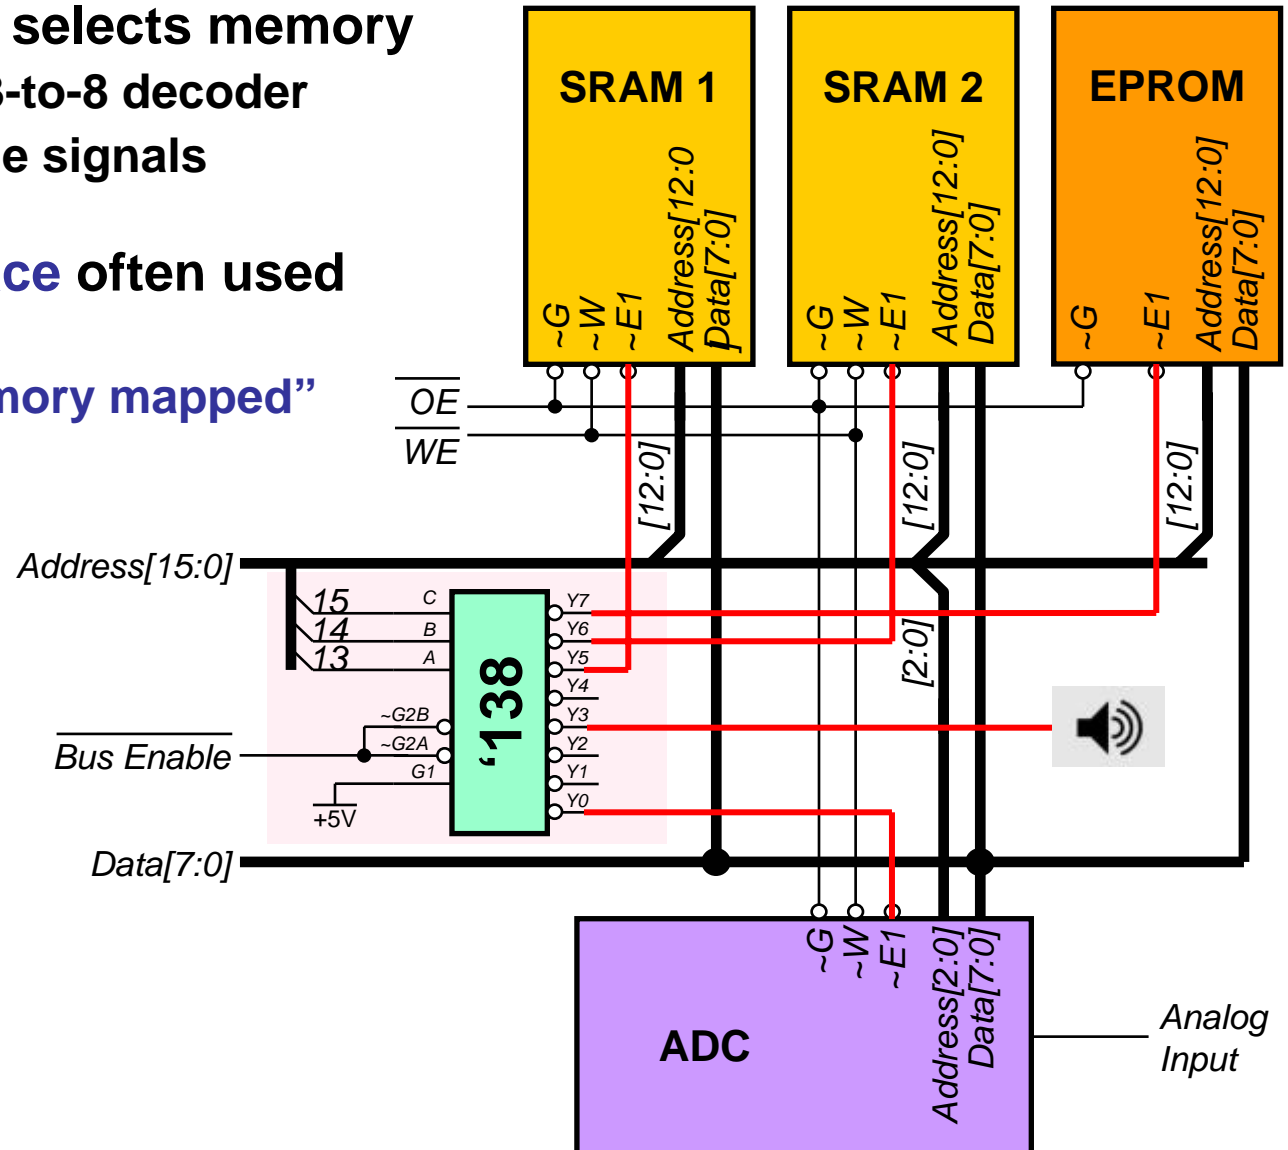 selects memory
3-to-8 decoder
e signals
ce often used
mory mapped”
SRAM 1
SRAM 2
EPROM
~G
~W
~E1
Address[12:0
Data[7:0]
]
~G
~W
~E1
Address[12:0]
Data[7:0]
~G
~E1
Address[12:0]
Data[7:0]
OE
WE
[12:0]
[12:0]
[12:0]
Address[15:0]
15
14
13
C
B
A
~G2B
~G2A
G1
+5V
Bus Enable
‘138
Y7
Y6
Y5
Y4
Y3
Y2
Y1
Y0
[2:0]
Data[7:0]
~G
~W
~E1
Address[2:0]
Data[7:0]
ADC
Analog
Input